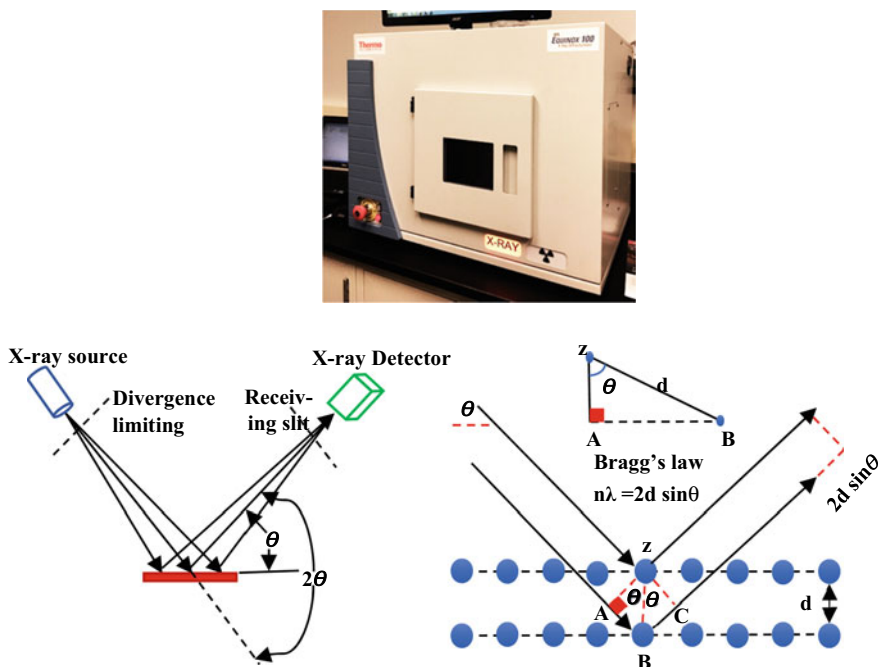 Thermo
EQUINOX 100
X-RAY
X-ray source
X-ray Detector
Divergence
limiting
Receiv-
ing slit
θ
2θ
z
θ
d
A
B
Bragg's law
nλ =2d sinθ
θ
2d sinθ
z
A
θ
θ
C
B
d